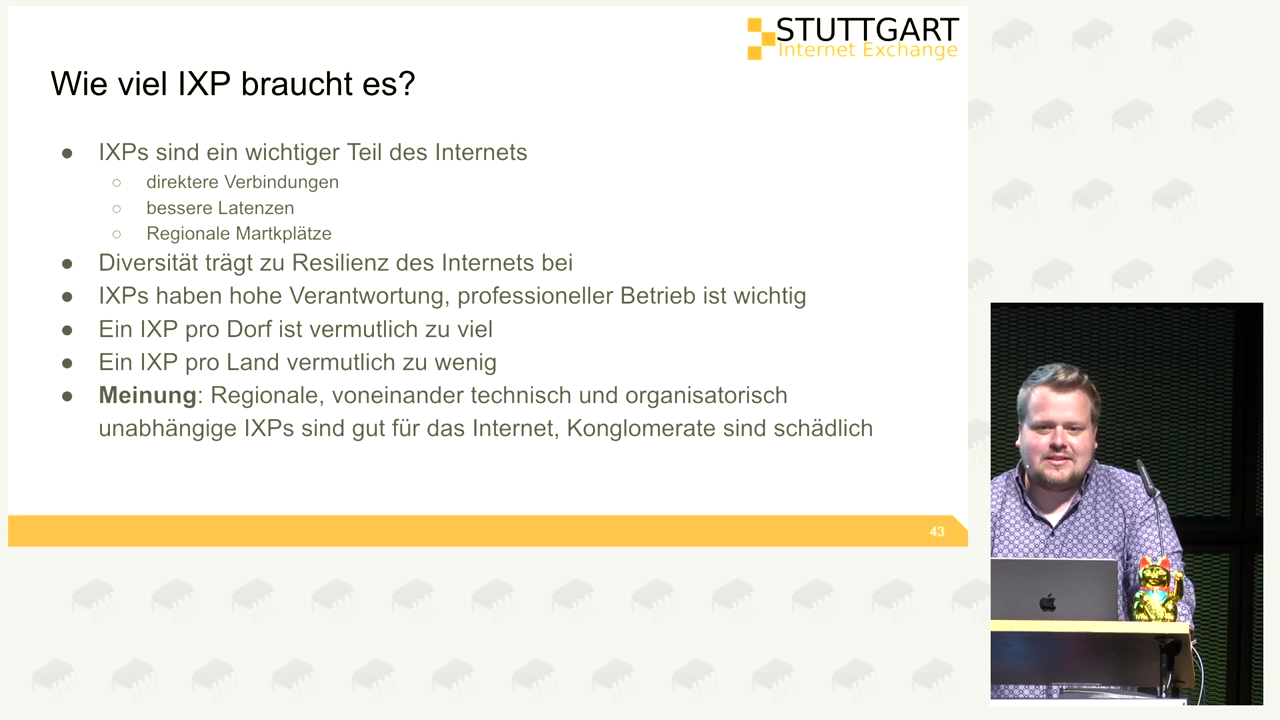 STUTTGART
Internet Exchange
Wie viel IXP braucht es?
● IXPs sind ein wichtiger Teil des Internets
○ direktere Verbindungen
○ bessere Latenzen
○ Regionale Martkplätze
● Diversität trägt zu Resilienz des Internets bei
● IXPs haben hohe Verantwortung, professioneller Betrieb ist wichtig
● Ein IXP pro Dorf ist vermutlich zu viel
● Ein IXP pro Land vermutlich zu wenig
● Meinung: Regionale, voneinander technisch und organisatorisch
unabhängige IXPs sind gut für das Internet, Konglomerate sind schädlich
43